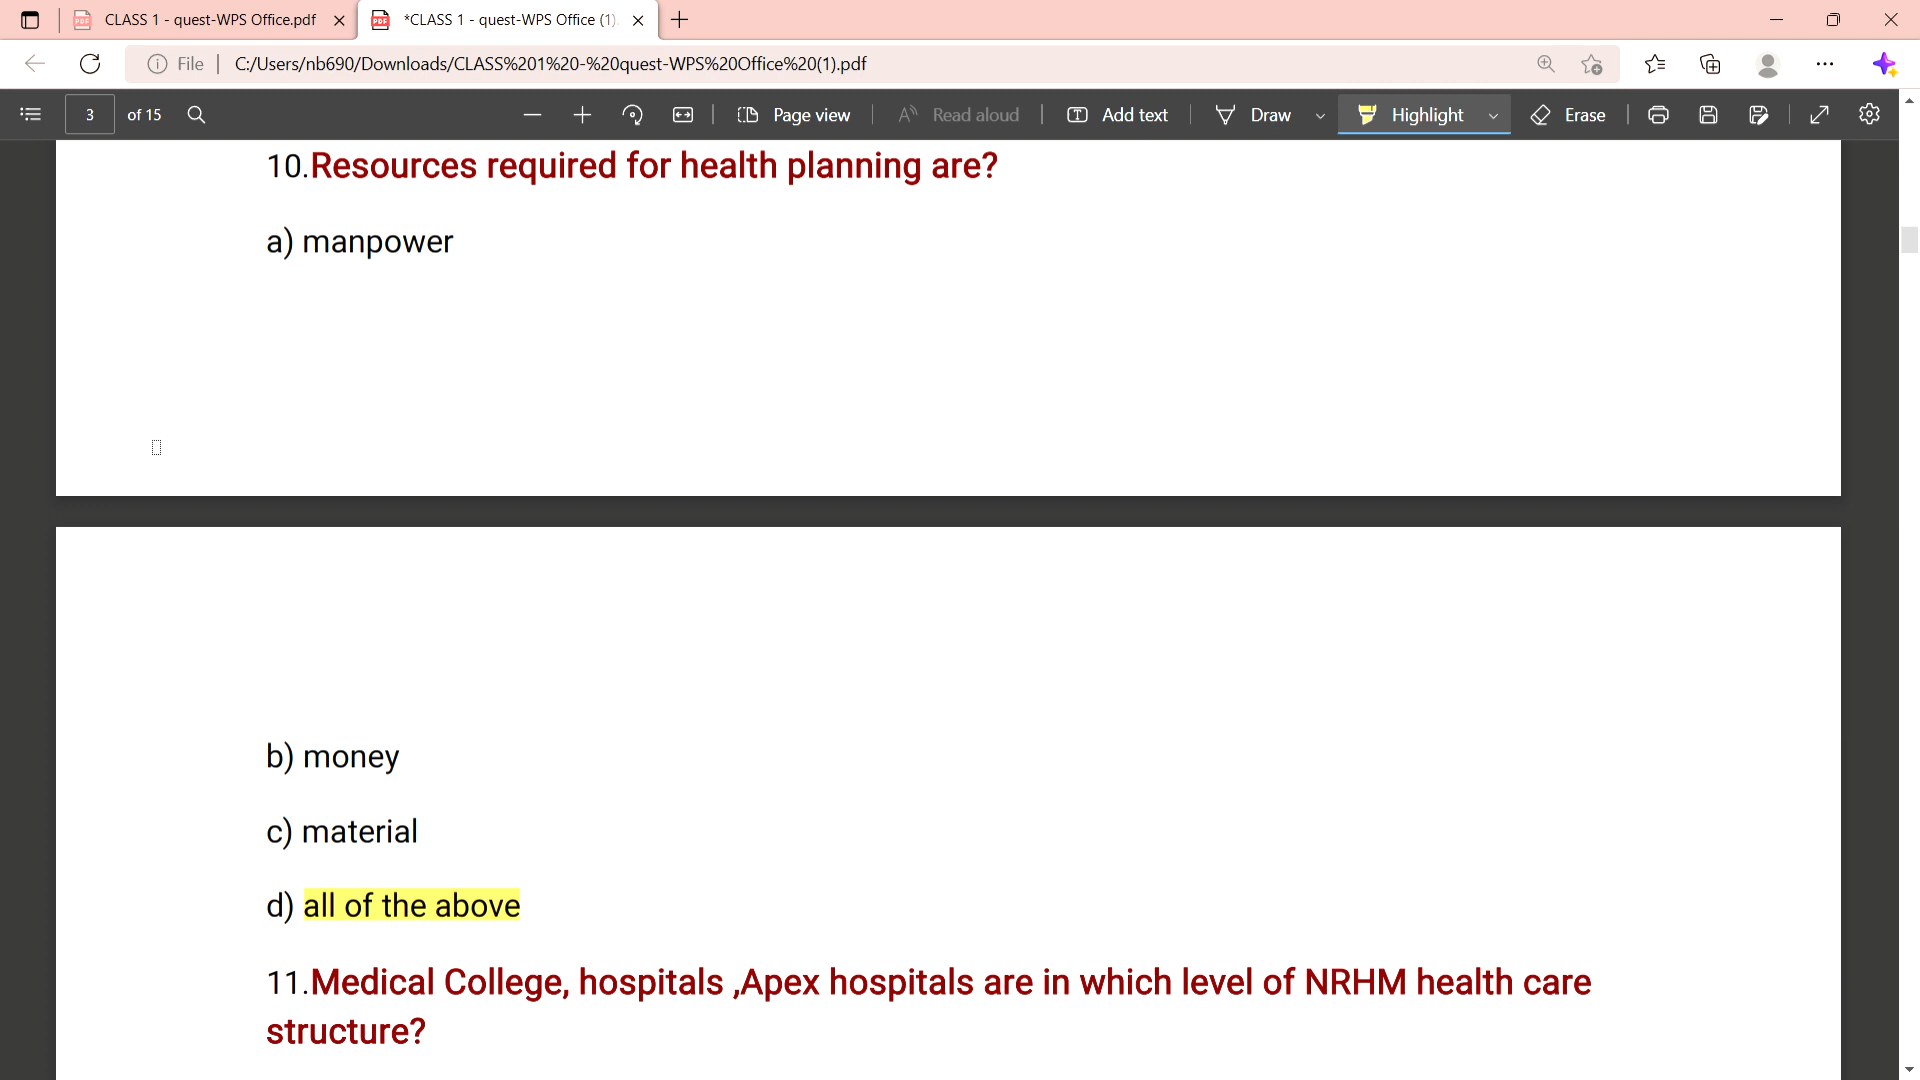 CLASS 1 - quest-WPS Office.pdf
*CLASS 1 - quest-WPS Office (1).
File
C:/Users/nb690/Downloads/CLASS%201%20-%20quest-WPS%20Office%20(1).pdf
3 of 15
Page view
Read aloud
Add text
Draw
Highlight
Erase
10.Resources required for health planning are?
a) manpower
b) money
c) material
d) all of the above
11.Medical College, hospitals ,Apex hospitals are in which level of NRHM health care
structure?